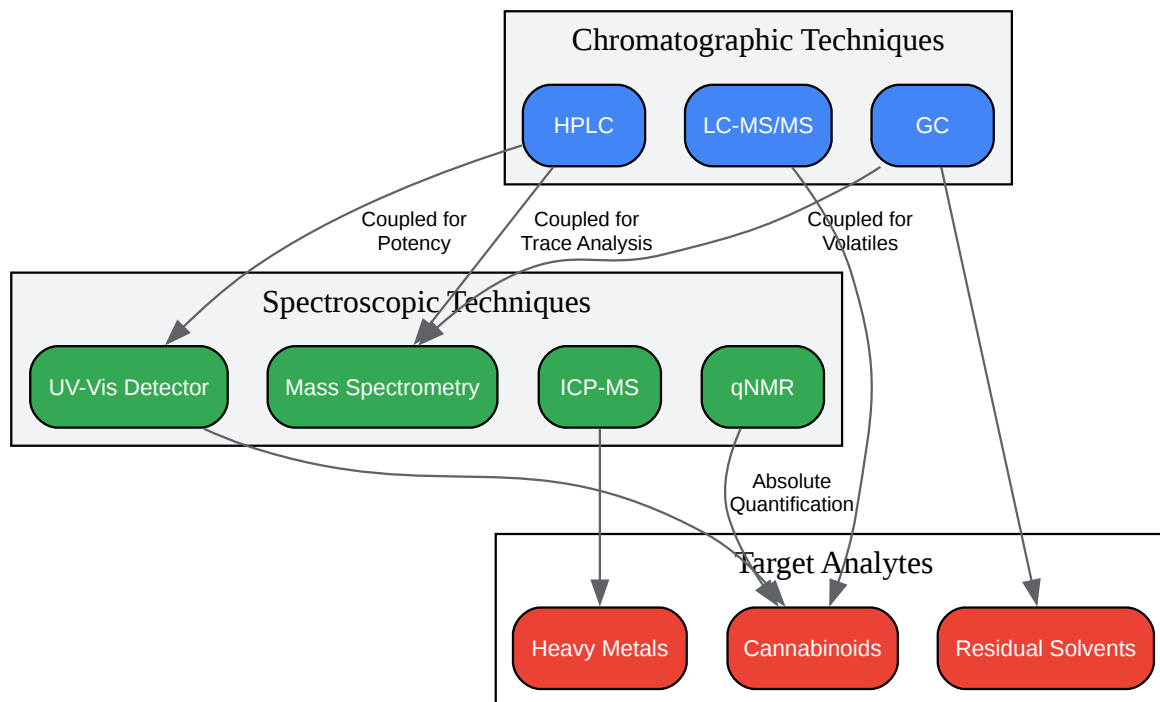 Chromatographic Techniques
HPLC
LC-MS/MS
GC
Coupled for
Potency
Coupled for
Trace Analysis
Coupled for
Volatiles
Spectroscopic Techniques
UV-Vis Detector
Mass Spectrometry
ICP-MS
qNMR
Absolute
Quantification
Target Analytes
Heavy Metals
Cannabinoids
Residual Solvents